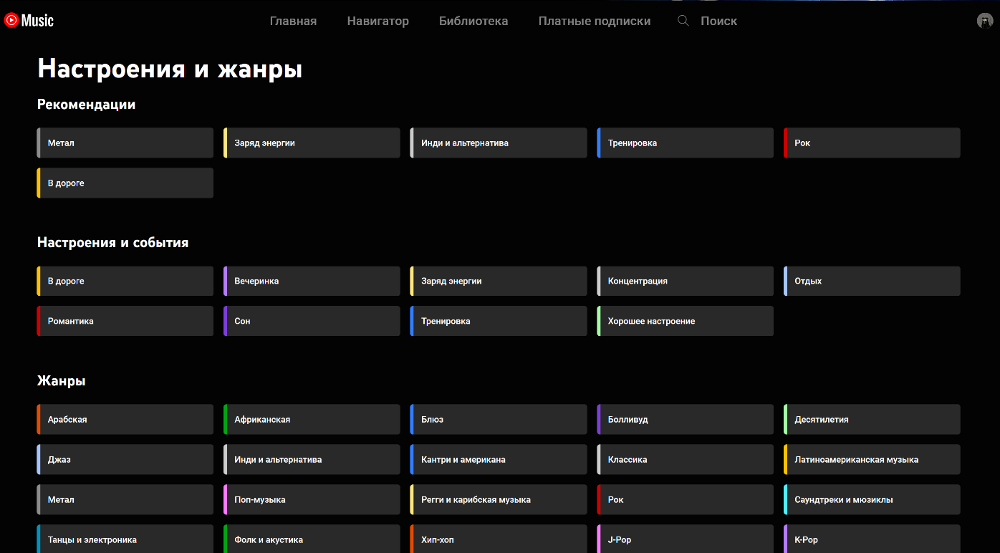 Music
Главная Навигатор Библиотека Платные подписки Поиск
Настроения и жанры
Рекомендации
Метал Заряд энергии Инди и альтернатива Тренировка Рок
В дороге
Настроения и события
В дороге Вечеринка Заряд энергии Концентрация Отдых
Романтика Сон Тренировка Хорошее настроение
Жанры
Арабская Африканская Блюз Болливуд Десятилетия
Джаз Инди и альтернатива Кантри и американа Классика Латиноамериканская музыка
Метал Поп-музыка Регги и карибская музыка Рок Саундтреки и мюзиклы
Танцы и электроника Фолк и акустика Хип-хоп J-Pop K-Pop